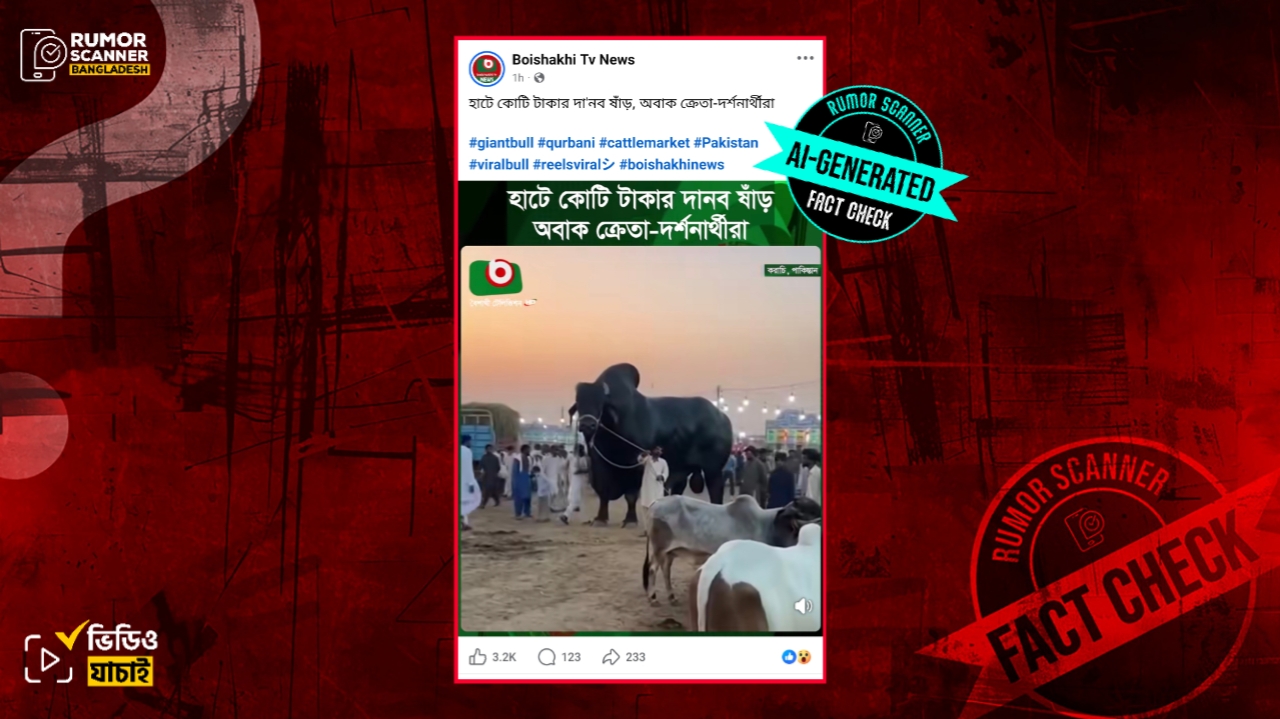 RUMOR
SCANNER
BANGLADESH
Boishakhi Tv News
1h
হাটে কোটি টাকার দা'নব ষাঁড়, অবাক ক্রেতা-দর্শনার্থীরা
#giantbull #qurbani #cattlemarket #Pakistan
#viralbull #reelsviralシ #boishakhinews
হাটে কোটি টাকার দানব ষাঁড়
অবাক ক্রেতা-দর্শনার্থীরা
করাচি, পাকিস্তান
3.2K
123
233
RUMOR SCANNER
AI-GENERATED
FACT CHECK
ভিডিও
যাচাই
RUMOR SCANNER
FACT CHECK